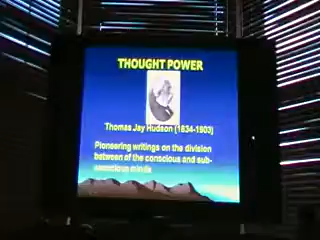 THOUGHT POWER
Thomas Jay Hudson (1834-1903)
Pioneering writings on the division
between of the conscious and sub-
conscious minds